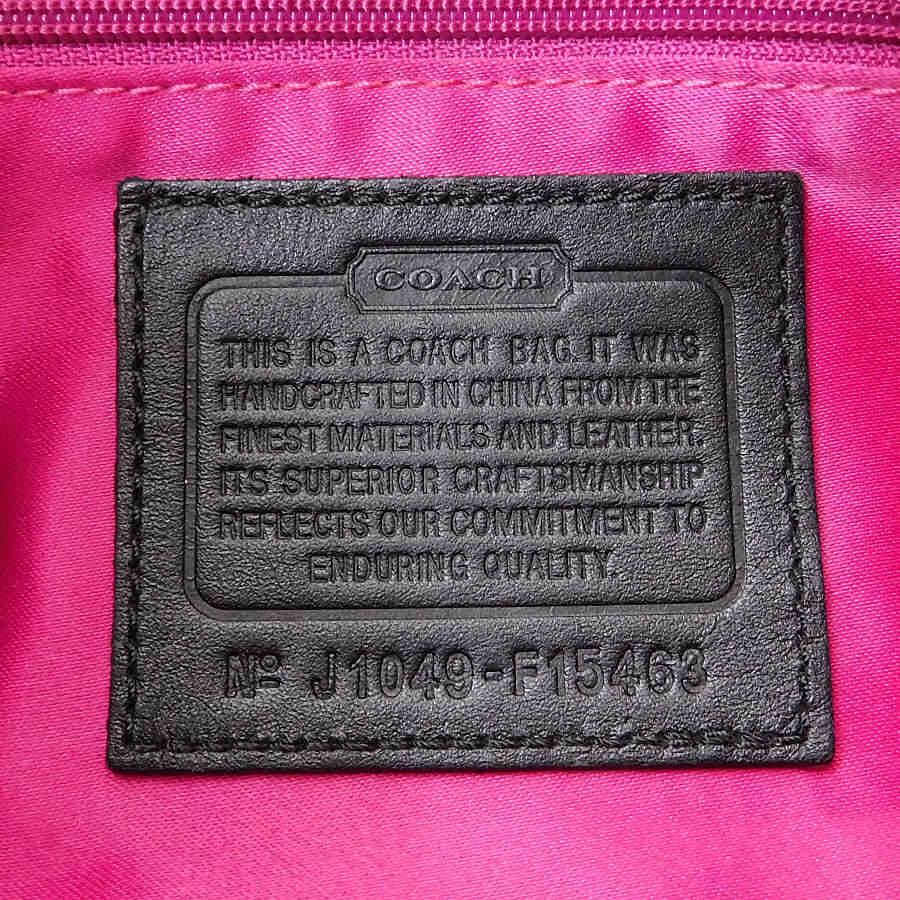 COACH
THIS IS A COACH BAG. IT WAS
HANDCRAFTED IN CHINA FROM THE
FINEST MATERIALS AND LEATHER.
ITS SUPERIOR CRAFTSMANSHIP
REFLECTS OUR COMMITMENT TO
ENDURING QUALITY.
Nº J1049-F15463